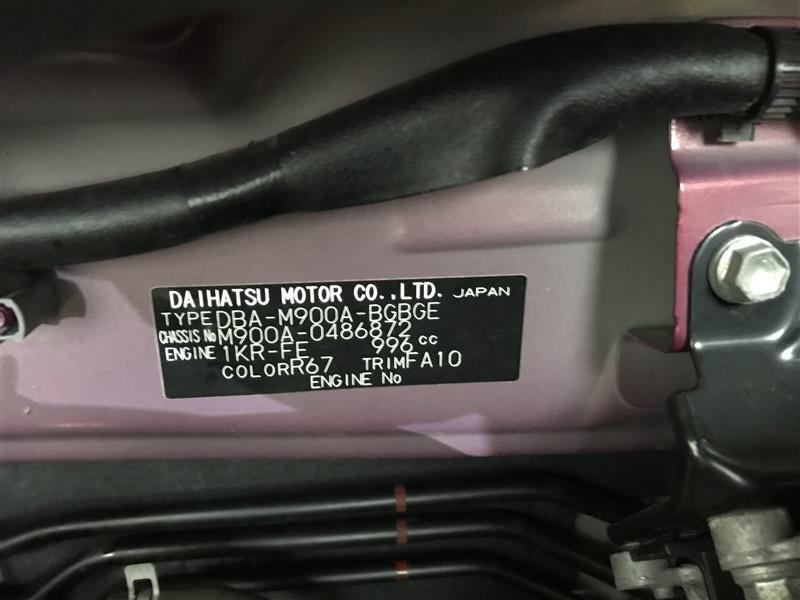 DAIHATSU MOTOR CO.,LTD. JAPAN
TYPE DBA-M900A-BGBGE
CHASSIS No M900A-0486872
ENGINE 1KR-FE 996 cc
COLOR R67 TRIM FA10
ENGINE No